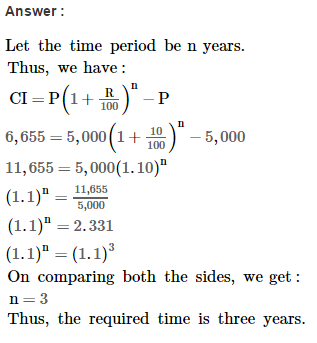 Answer :
Let the time period be n years.
Thus, we have :
CI = P(1 + R/100)^n − P
6,655 = 5,000(1 + 10/100)^n − 5,000
11,655 = 5,000(1.10)^n
(1.1)^n = 11,655/5,000
(1.1)^n = 2.331
(1.1)^n = (1.1)^3
On comparing both the sides, we get :
n = 3
Thus, the required time is three years.